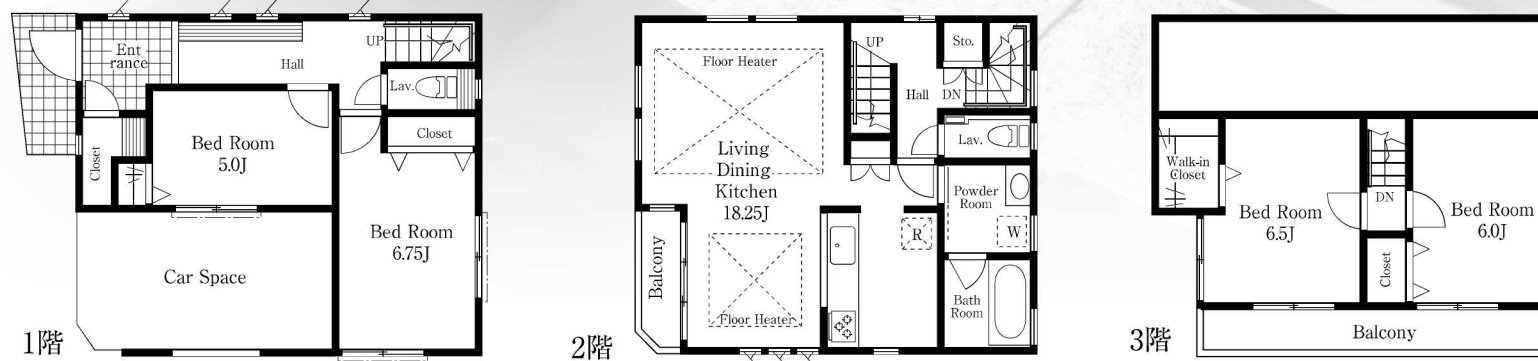 Ent
rance
Hall
UP
Lav.
Closet
Bed Room
5.0J
Closet
Bed Room
6.75J
Car Space
1階
Floor Heater
UP
Sto.
Hall
DN
Lav.
Living
Dining
Kitchen
18.25J
Powder
Room
R
W
Balcony
Floor Heater
Bath
Room
2階
Walk-in
Closet
Bed Room
6.5J
DN
Bed Room
6.0J
Closet
Balcony
3階